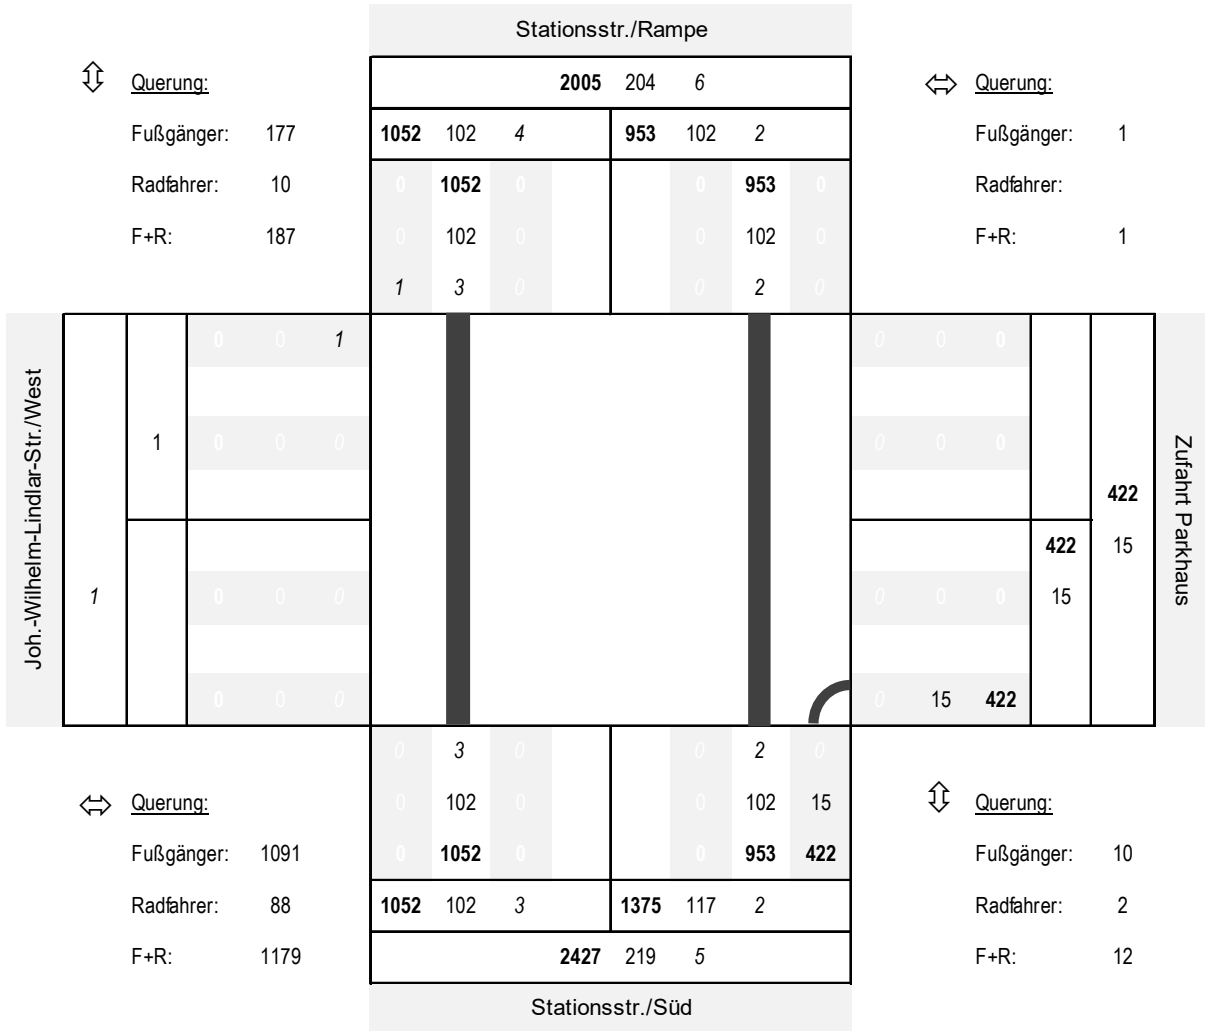 Stationsstr./Rampe
Querung:
2005 204 6
Querung:
Fußgänger: 177
1052 102 4
953 102 2
Fußgänger: 1
Radfahrer: 10
0 1052 0
0 953 0
Radfahrer:
F+R: 187
0 102 0
0 102 0
F+R: 1
1 3 0
0 2 0
Joh.-Wilhelm-Lindlar-Str./West
0 0 1
0 0 0
1
0 0 0
0 0 0
422
422 15
1
0 0 0
0 0 0
15
0 0 0
0 15 422
Zufahrt Parkhaus
0 3 0
0 2 0
Querung:
0 102 0
0 102 15
Querung:
Fußgänger: 1091
0 1052 0
0 953 422
Fußgänger: 10
Radfahrer: 88
1052 102 3
1375 117 2
Radfahrer: 2
F+R: 1179
2427 219 5
F+R: 12
Stationsstr./Süd